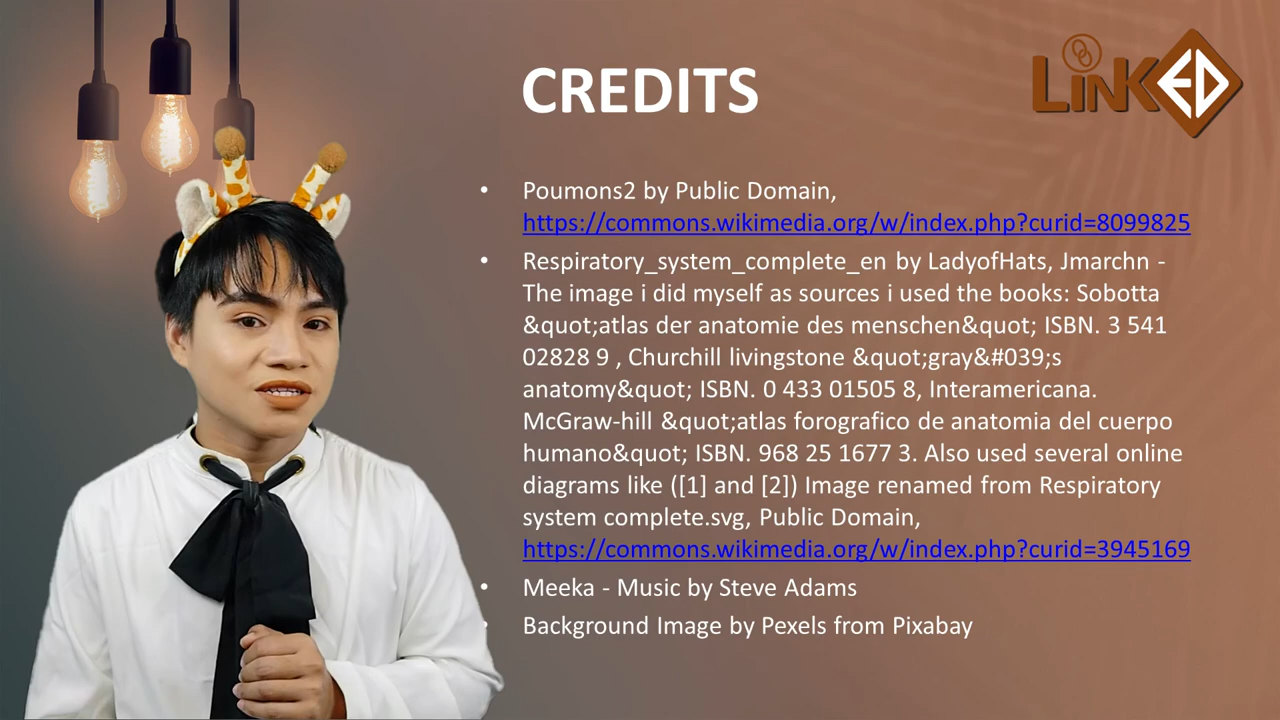 LiNKED
CREDITS
• Poumons2 by Public Domain,
https://commons.wikimedia.org/w/index.php?curid=8099825
• Respiratory_system_complete_en by LadyofHats, Jmarchn -
The image i did myself as sources i used the books: Sobotta
&quot;atlas der anatomie des menschen&quot; ISBN. 3 541
02828 9 , Churchill livingstone &quot;gray&#039;s
anatomy&quot; ISBN. 0 433 01505 8, Interamericana.
McGraw-hill &quot;atlas forografico de anatomia del cuerpo
humano&quot; ISBN. 968 25 1677 3. Also used several online
diagrams like ([1] and [2]) Image renamed from Respiratory
system complete.svg, Public Domain,
https://commons.wikimedia.org/w/index.php?curid=3945169
• Meeka - Music by Steve Adams
• Background Image by Pexels from Pixabay